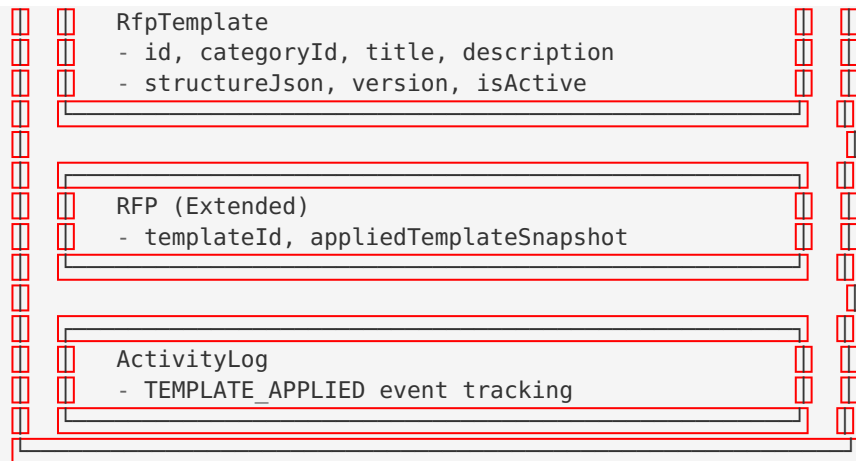 RfpTemplate
- id, categoryId, title, description
- structureJson, version, isActive
RFP (Extended)
- templateId, appliedTemplateSnapshot
ActivityLog
- TEMPLATE_APPLIED event tracking